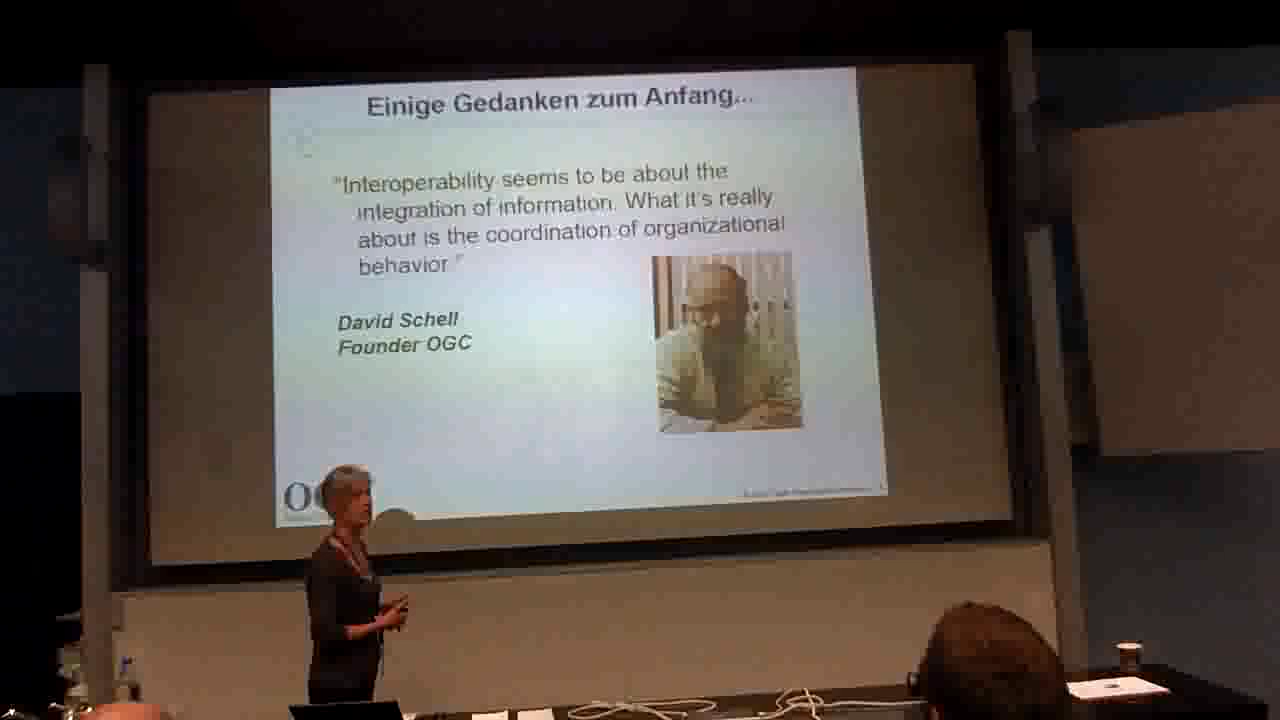 Einige Gedanken zum Anfang...
"Interoperability seems to be about the
integration of information. What it's really
about is the coordination of organizational
behavior."
David Schell
Founder OGC